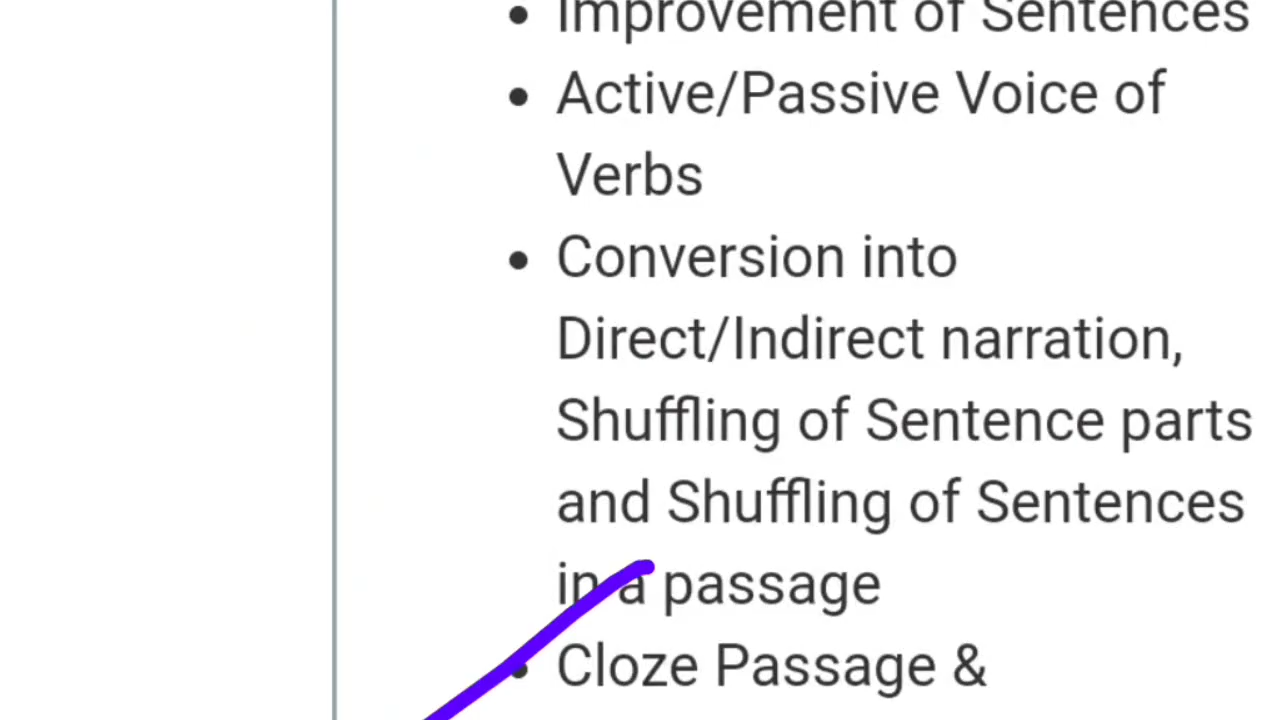 Improvement of Sentences
• Active/Passive Voice of
Verbs
• Conversion into
Direct/Indirect narration,
Shuffling of Sentence parts
and Shuffling of Sentences
in a passage
• Cloze Passage &